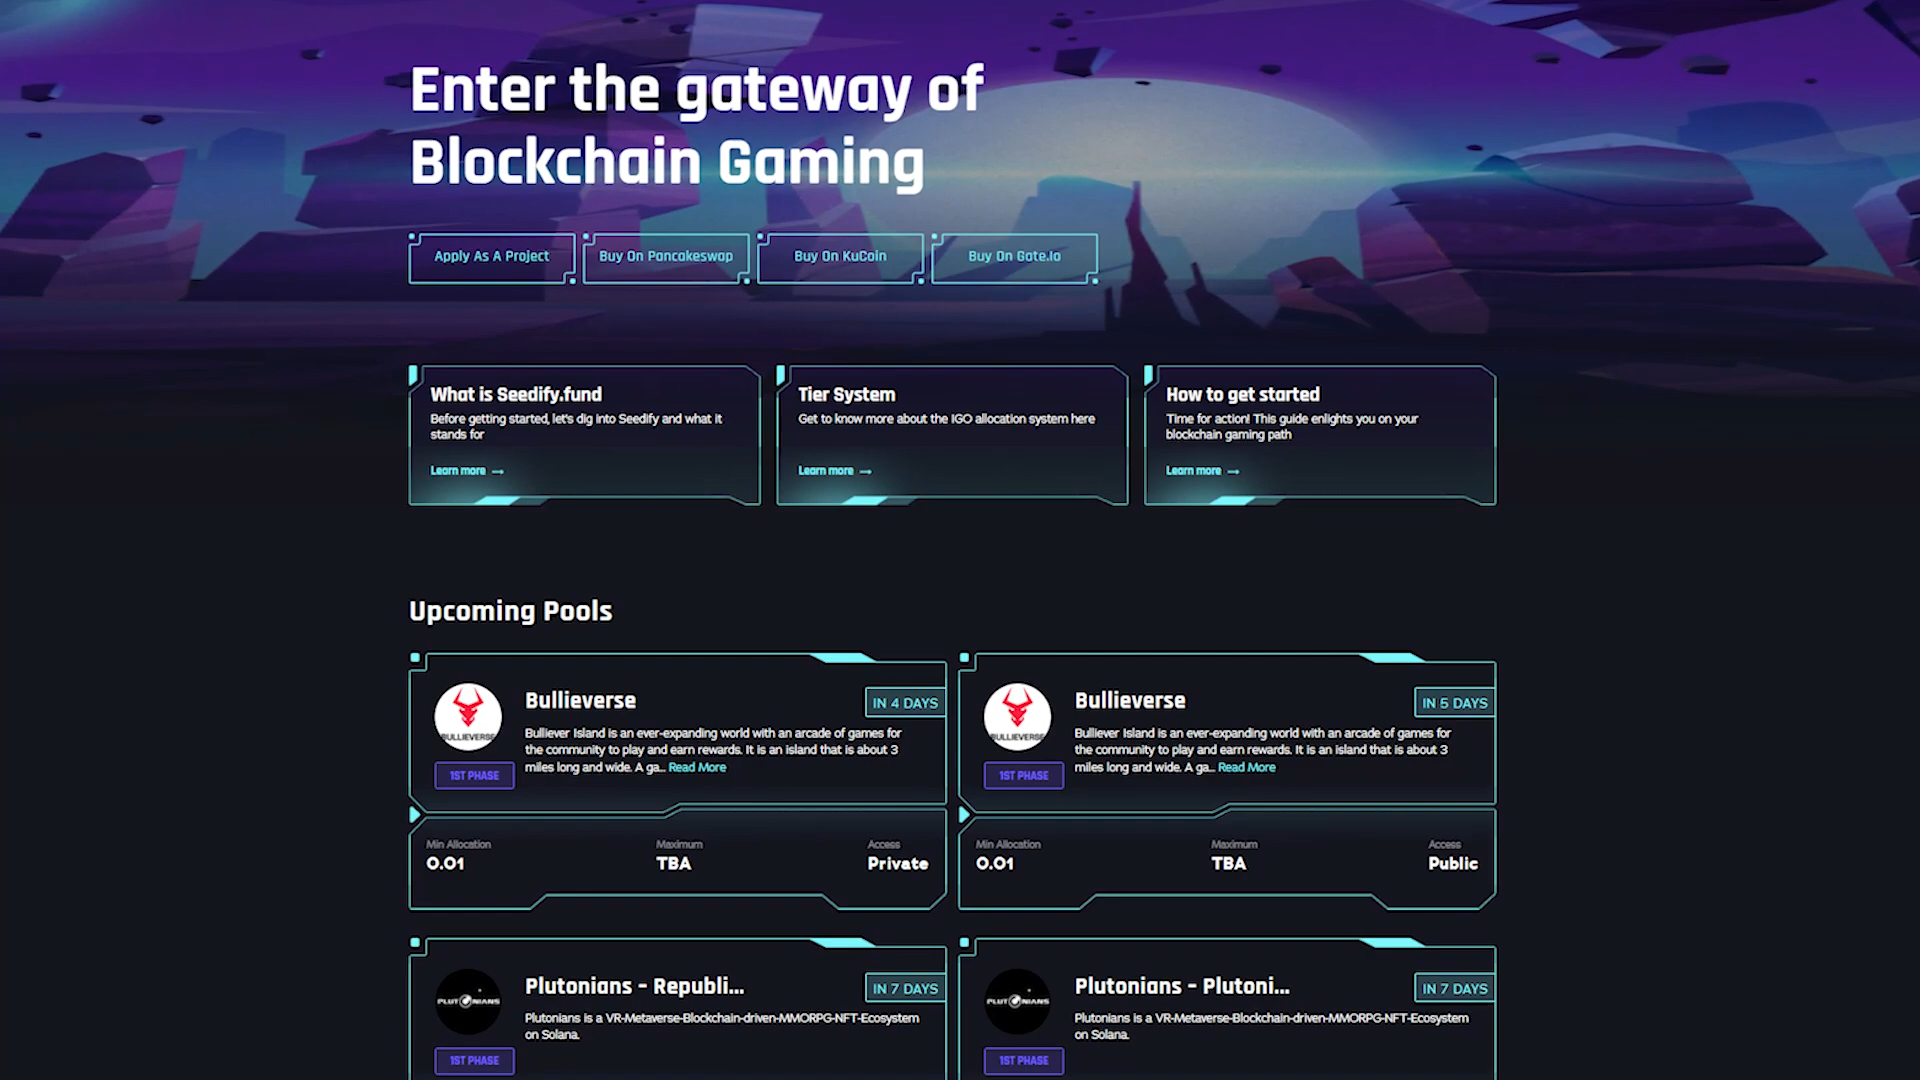 Enter the gateway of
Blockchain Gaming
Apply As A Project
Buy On Pancakeswap
Buy On KuCoin
Buy On Gate.io
What is Seedify.fund
Before getting started, let's dig into Seedify and what it
stands for
Learn more →
Tier System
Get to know more about the IGO allocation system here
Learn more →
How to get started
Time for action! This guide enlights you on your
blockchain gaming path
Learn more →
Upcoming Pools
BULLIEVERSE
1ST PHASE
Bullieverse
IN 4 DAYS
Bulliever Island is an ever-expanding world with an arcade of games for
the community to play and earn rewards. It is an island that is about 3
miles long and wide. A ga... Read More
Min Allocation
0.01
Maximum
TBA
Access
Private
BULLIEVERSE
1ST PHASE
Bullieverse
IN 5 DAYS
Bulliever Island is an ever-expanding world with an arcade of games for
the community to play and earn rewards. It is an island that is about 3
miles long and wide. A ga... Read More
Min Allocation
0.01
Maximum
TBA
Access
Public
PLUTONIANS
1ST PHASE
Plutonians - Republi...
IN 7 DAYS
Plutonians is a VR-Metaverse-Blockchain-driven-MMORPG-NFT-Ecosystem
on Solana.
PLUTONIANS
1ST PHASE
Plutonians - Plutoni...
IN 7 DAYS
Plutonians is a VR-Metaverse-Blockchain-driven-MMORPG-NFT-Ecosystem
on Solana.